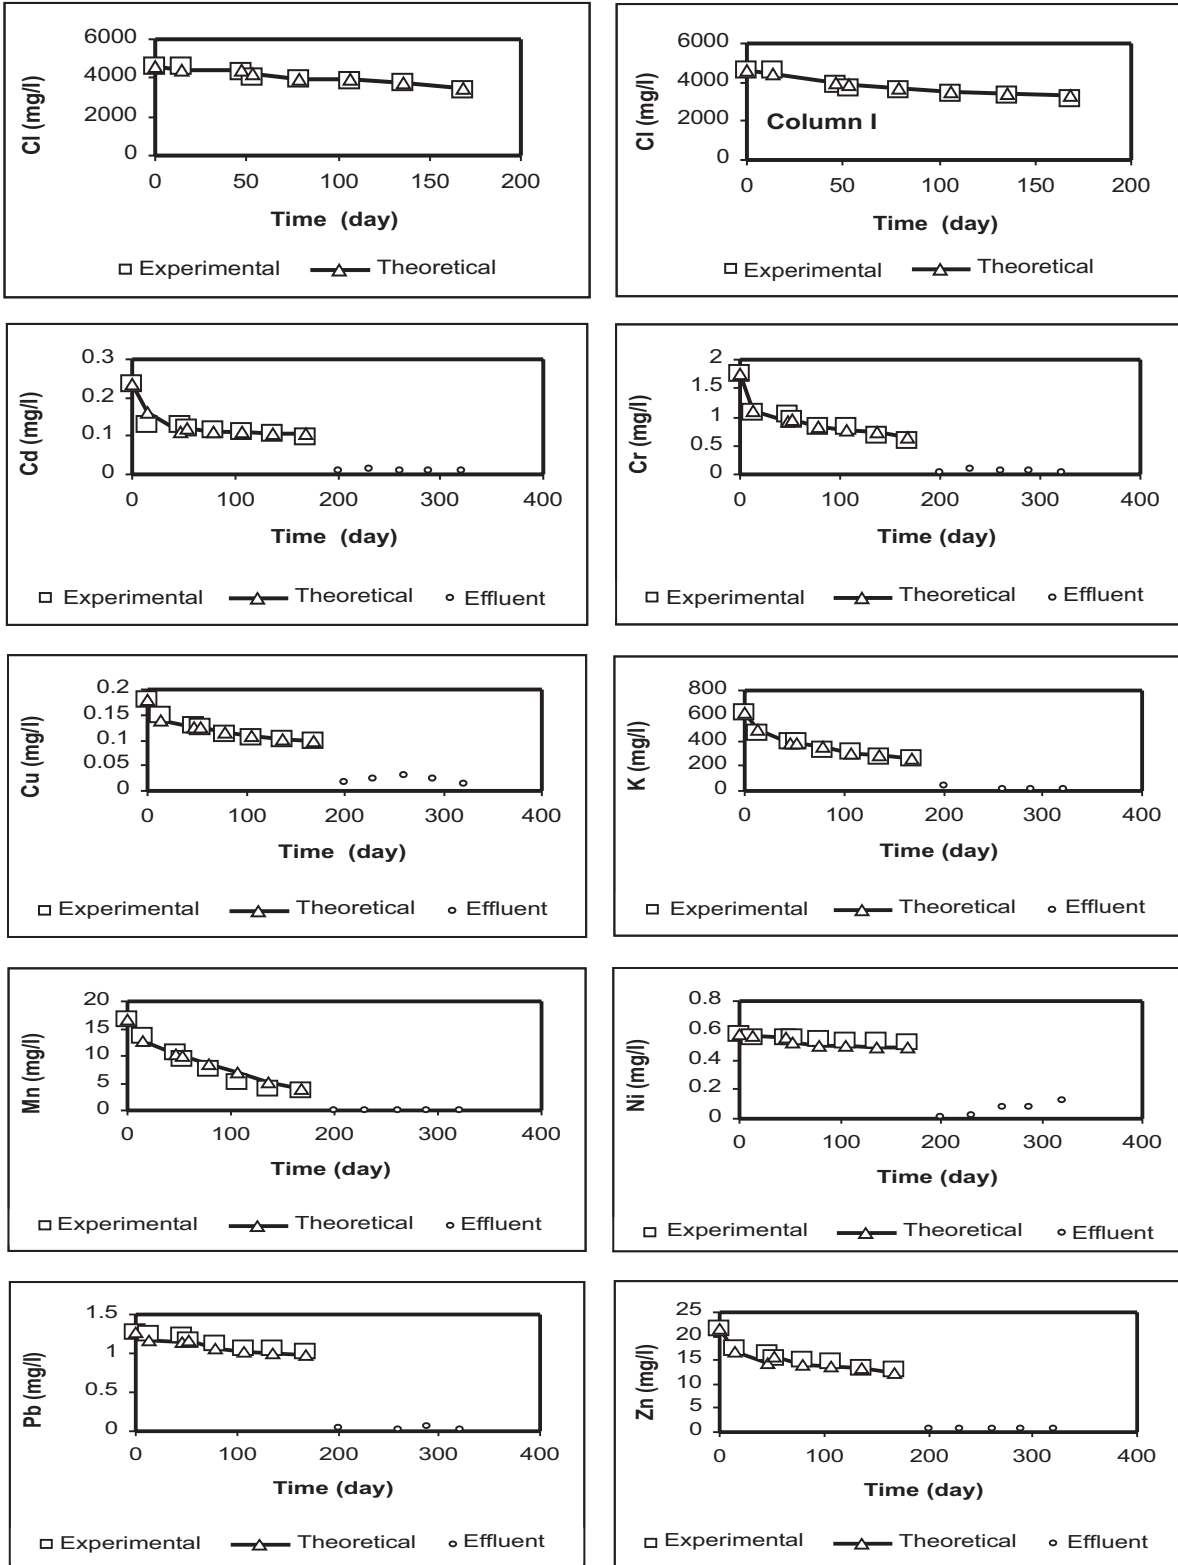 6000
4000
2000
0
Cl (mg/l)
0 50 100 150 200
Time (day)
Experimental Theoretical
6000
4000
2000
0
Cl (mg/l)
Column I
0 50 100 150 200
Time (day)
Experimental Theoretical
0.3
0.2
0.1
0
Cd (mg/l)
0 100 200 300 400
Time (day)
Experimental Theoretical Effluent
2
1.5
1
0.5
0
Cr (mg/l)
0 100 200 300 400
Time (day)
Experimental Theoretical Effluent
0.2
0.15
0.1
0.05
0
Cu (mg/l)
0 100 200 300 400
Time (day)
Experimental Theoretical Effluent
800
600
400
200
0
K (mg/l)
0 100 200 300 400
Time (day)
Experimental Theoretical Effluent
20
15
10
5
0
Mn (mg/l)
0 100 200 300 400
Time (day)
Experimental Theoretical Effluent
0.8
0.6
0.4
0.2
0
Ni (mg/l)
0 100 200 300 400
Time (day)
Experimental Theoretical Effluent
1.5
1
0.5
0
Pb (mg/l)
0 100 200 300 400
Time (day)
Experimental Theoretical Effluent
25
20
15
10
5
0
Zn (mg/l)
0 100 200 300 400
Time (day)
Experimental Theoretical Effluent